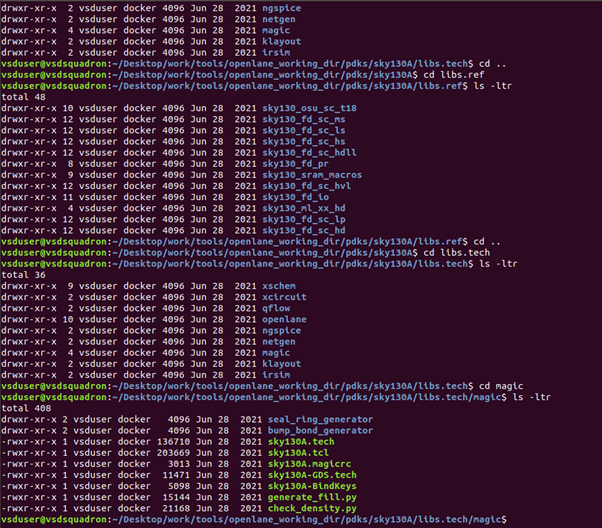 drwxr-xr-x  2 vsduser docker 4096 Jun 28  2021 ngspice
drwxr-xr-x  2 vsduser docker 4096 Jun 28  2021 netgen
drwxr-xr-x  4 vsduser docker 4096 Jun 28  2021 magic
drwxr-xr-x  2 vsduser docker 4096 Jun 28  2021 klayout
drwxr-xr-x  2 vsduser docker 4096 Jun 28  2021 irsim
vsduser@vsdsquadron:~/Desktop/work/tools/openlane_working_dir/pdks/sky130A/libs.tech$ cd ..
vsduser@vsdsquadron:~/Desktop/work/tools/openlane_working_dir/pdks/sky130A$ cd libs.ref
vsduser@vsdsquadron:~/Desktop/work/tools/openlane_working_dir/pdks/sky130A/libs.ref$ ls -ltr
total 48
drwxr-xr-x 10 vsduser docker 4096 Jun 28  2021 sky130_osu_sc_t18
drwxr-xr-x 12 vsduser docker 4096 Jun 28  2021 sky130_fd_sc_ms
drwxr-xr-x 12 vsduser docker 4096 Jun 28  2021 sky130_fd_sc_ls
drwxr-xr-x 12 vsduser docker 4096 Jun 28  2021 sky130_fd_sc_hs
drwxr-xr-x 12 vsduser docker 4096 Jun 28  2021 sky130_fd_sc_hdll
drwxr-xr-x  8 vsduser docker 4096 Jun 28  2021 sky130_fd_pr
drwxr-xr-x  9 vsduser docker 4096 Jun 28  2021 sky130_sram_macros
drwxr-xr-x 12 vsduser docker 4096 Jun 28  2021 sky130_fd_sc_hvl
drwxr-xr-x 11 vsduser docker 4096 Jun 28  2021 sky130_fd_io
drwxr-xr-x  4 vsduser docker 4096 Jun 28  2021 sky130_ml_xx_hd
drwxr-xr-x 12 vsduser docker 4096 Jun 28  2021 sky130_fd_sc_lp
drwxr-xr-x 12 vsduser docker 4096 Jun 28  2021 sky130_fd_sc_hd
vsduser@vsdsquadron:~/Desktop/work/tools/openlane_working_dir/pdks/sky130A/libs.ref$ cd ..
vsduser@vsdsquadron:~/Desktop/work/tools/openlane_working_dir/pdks/sky130A$ cd libs.tech
vsduser@vsdsquadron:~/Desktop/work/tools/openlane_working_dir/pdks/sky130A/libs.tech$ ls -ltr
total 36
drwxr-xr-x  9 vsduser docker 4096 Jun 28  2021 xschem
drwxr-xr-x  2 vsduser docker 4096 Jun 28  2021 xcircuit
drwxr-xr-x  2 vsduser docker 4096 Jun 28  2021 qflow
drwxr-xr-x 10 vsduser docker 4096 Jun 28  2021 openlane
drwxr-xr-x  2 vsduser docker 4096 Jun 28  2021 ngspice
drwxr-xr-x  2 vsduser docker 4096 Jun 28  2021 netgen
drwxr-xr-x  4 vsduser docker 4096 Jun 28  2021 magic
drwxr-xr-x  2 vsduser docker 4096 Jun 28  2021 klayout
drwxr-xr-x  2 vsduser docker 4096 Jun 28  2021 irsim
vsduser@vsdsquadron:~/Desktop/work/tools/openlane_working_dir/pdks/sky130A/libs.tech$ cd magic
vsduser@vsdsquadron:~/Desktop/work/tools/openlane_working_dir/pdks/sky130A/libs.tech/magic$ ls -ltr
total 408
drwxr-xr-x 2 vsduser docker   4096 Jun 28  2021 seal_ring_generator
drwxr-xr-x 2 vsduser docker   4096 Jun 28  2021 bump_bond_generator
-rwxr-xr-x 1 vsduser docker 136710 Jun 28  2021 sky130A.tech
-rwxr-xr-x 1 vsduser docker 203669 Jun 28  2021 sky130A.tcl
-rwxr-xr-x 1 vsduser docker   3013 Jun 28  2021 sky130A.magicrc
-rwxr-xr-x 1 vsduser docker  11471 Jun 28  2021 sky130A-GDS.tech
-rwxr-xr-x 1 vsduser docker   5098 Jun 28  2021 sky130A-BindKeys
-rwxr-xr-x 1 vsduser docker  15144 Jun 28  2021 generate_fill.py
-rwxr-xr-x 1 vsduser docker  21168 Jun 28  2021 check_density.py
vsduser@vsdsquadron:~/Desktop/work/tools/openlane_working_dir/pdks/sky130A/libs.tech/magic$